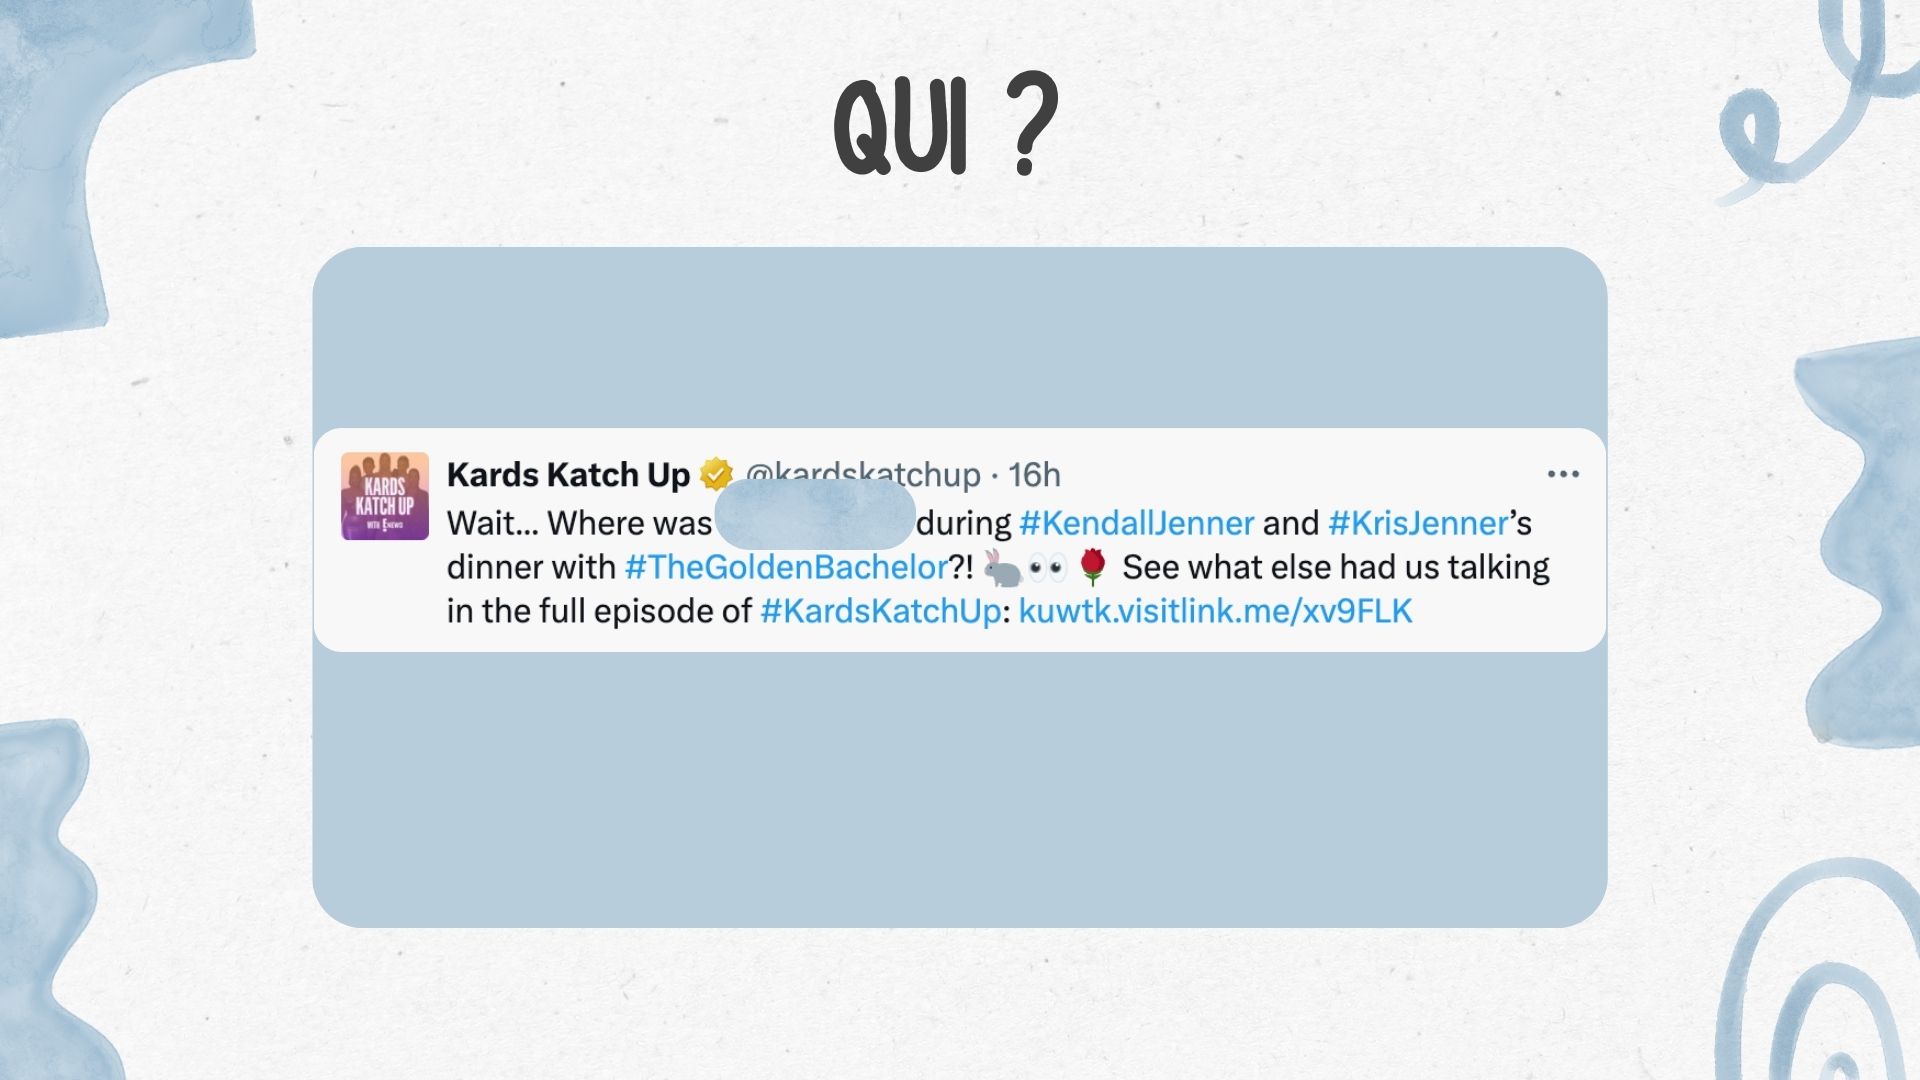 QUI ?
KARDS
KATCH UP
WITH E NEWS
Kards Katch Up @kardskatchup · 16h
Wait... Where was during #KendallJenner and #KrisJenner’s
dinner with #TheGoldenBachelor?! 🐇👀🌹 See what else had us talking
in the full episode of #KardsKatchUp: kuwtk.visitlink.me/xv9FLK